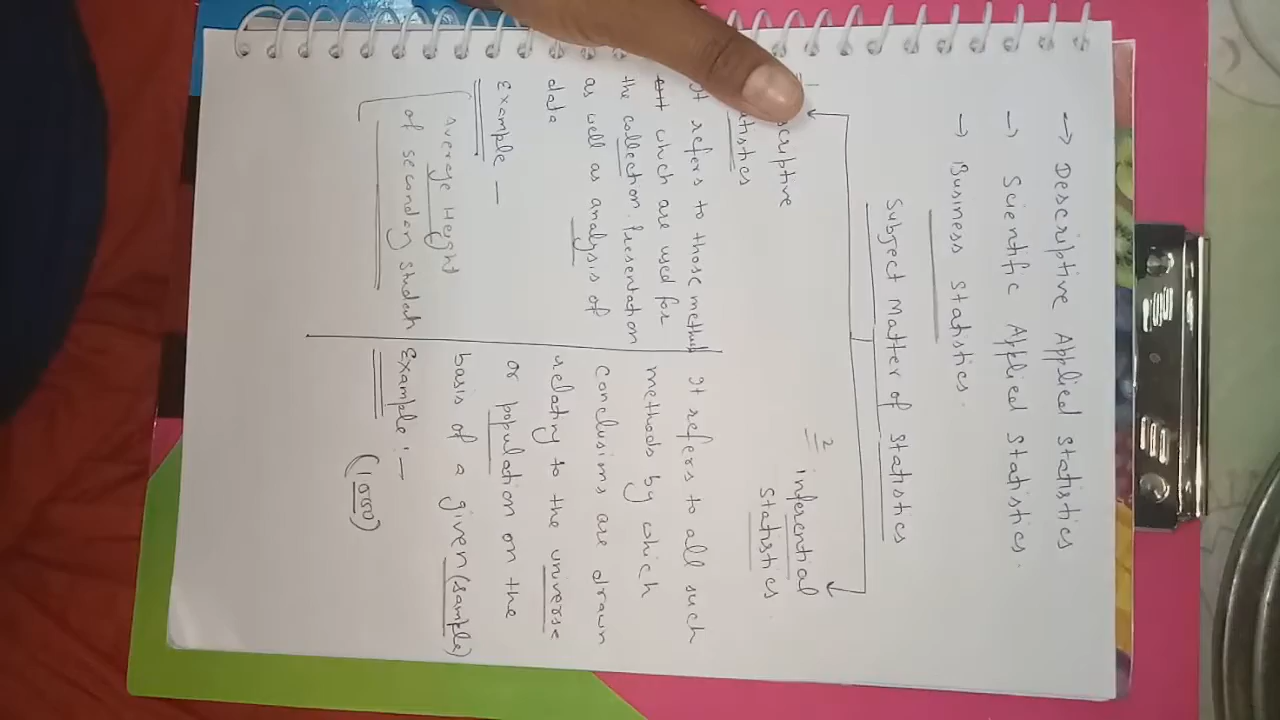 → Descriptive Applied Statistics
→ Scientific Applied Statistics.
→ Business Statistics.
Subject Matter of Statistics
1
scriptive
atistics
It refers to those method
which are used for
the collection, Presentation
as well as analysis of
data
Example —
Average Height
of secondary Student
2 inferential
Statistics.
It refers to all such
methods by which
conclusions are drawn
relating to the universe
or population on the
basis of a given (sample)
Example :-
(1000)